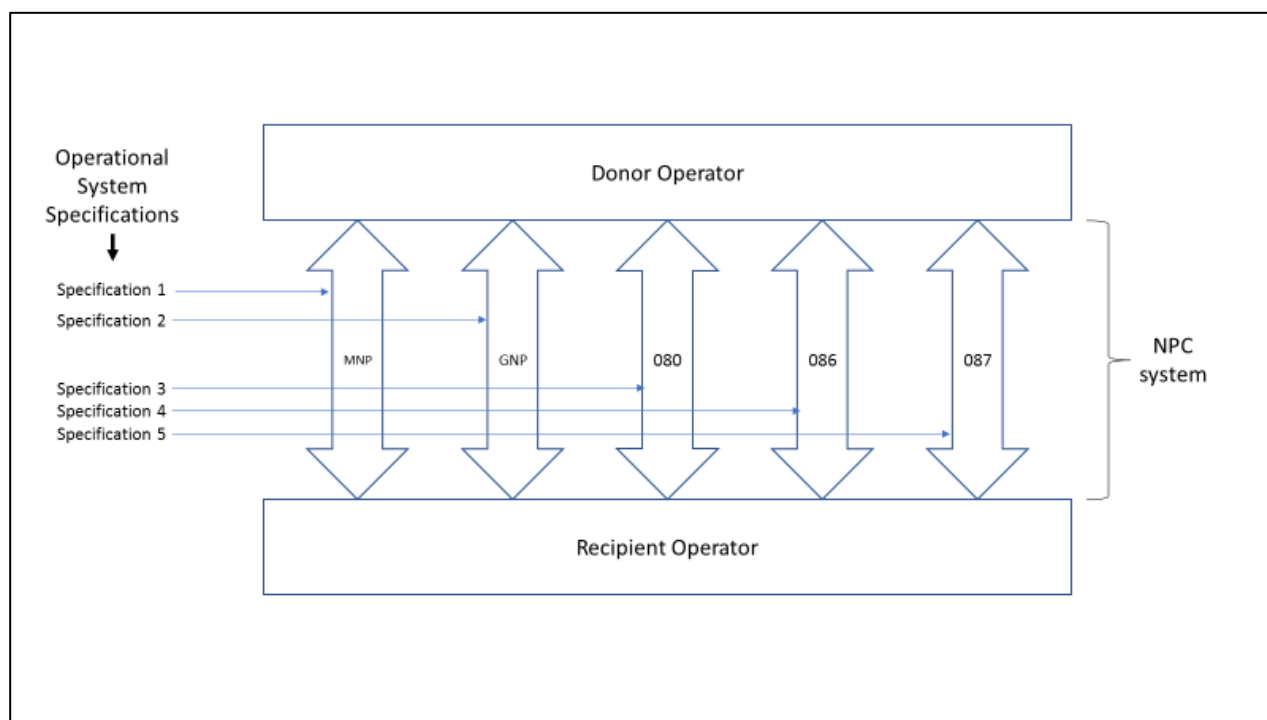 Donor Operator
Operational
System
Specifications
Specification 1
Specification 2
MNP
GNP
080
086
087
NPC
system
Specification 3
Specification 4
Specification 5
Recipient Operator